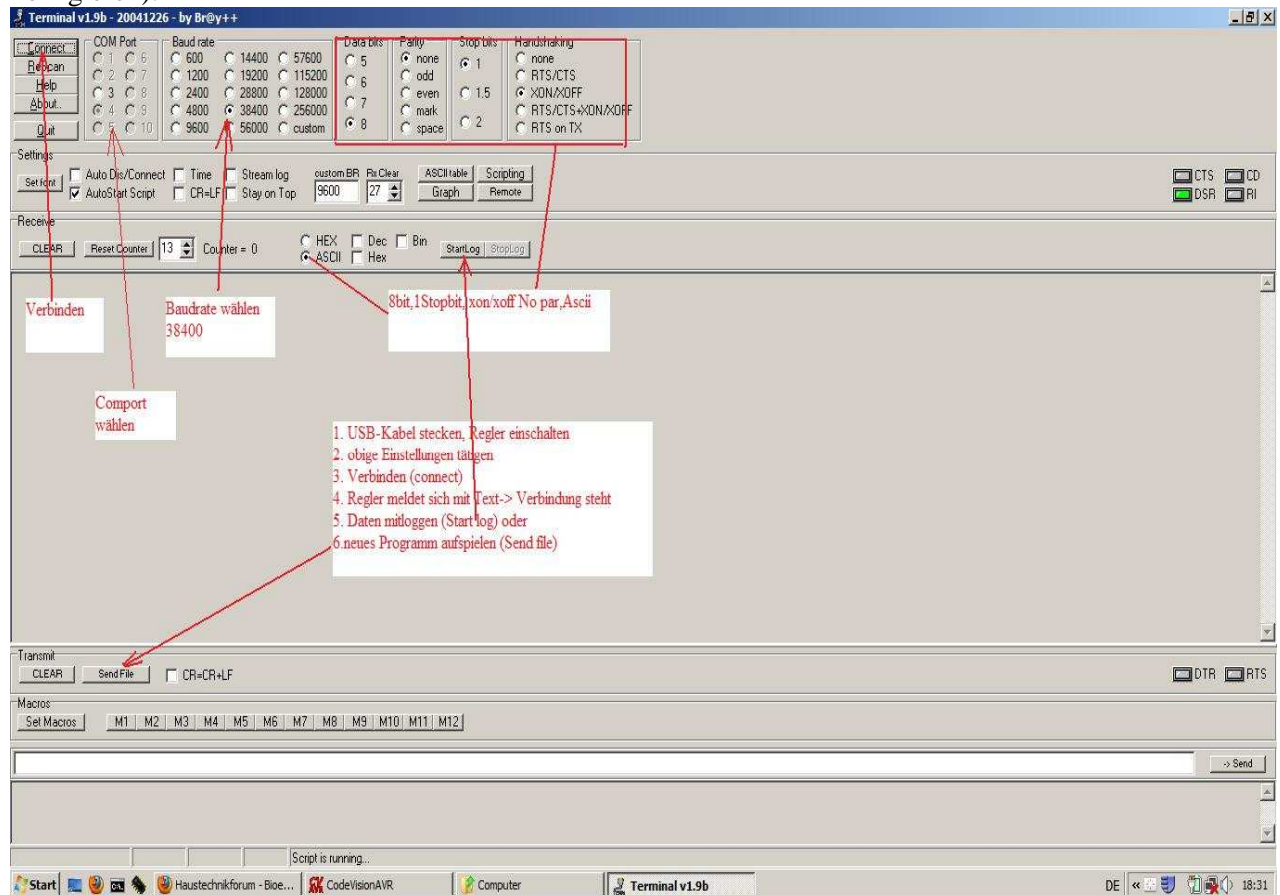 Terminal v1.9b - 20041226 - by Br@y++
Connect
ReScan
Help
About..
Quit
COM Port
1 6
2 7
3 8
4 9
5 10
Baud rate
600 14400 57600
1200 19200 115200
2400 28800 128000
4800 38400 256000
9600 56000 custom
Data bits
5
6
7
8
Parity
none
odd
even
mark
space
Stop bits
1
1.5
2
Handshaking
none
RTS/CTS
XON/XOFF
RTS/CTS+XON/XOFF
RTS on TX
Settings
Set font
Auto Dis/Connect Time Stream log
AutoStart Script CR=LF Stay on Top
custom BR Rx Clear
9600 27
ASCII table Scripting
Graph Remote
CTS CD
DSR RI
Receive
CLEAR Reset Counter 13 Counter = 0
HEX Dec Bin
ASCII Hex
StartLog StopLog
Verbinden
Baudrate wählen
38400
8bit,1Stopbit, xon/xoff No par,Ascii
Comport
wählen
1. USB-Kabel stecken, Regler einschalten
2. obige Einstellungen tätigen
3. Verbinden (connect)
4. Regler meldet sich mit Text-> Verbindung steht
5. Daten mitloggen (Start log) oder
6.neues Programm aufspielen (Send file)
Transmit
CLEAR Send File CR=CR+LF
DTR RTS
Macros
Set Macros M1 M2 M3 M4 M5 M6 M7 M8 M9 M10 M11 M12
-> Send
Script is running...
Start Haustechnikforum - Bioe... CodeVisionAVR Computer Terminal v1.9b DE « 18:31